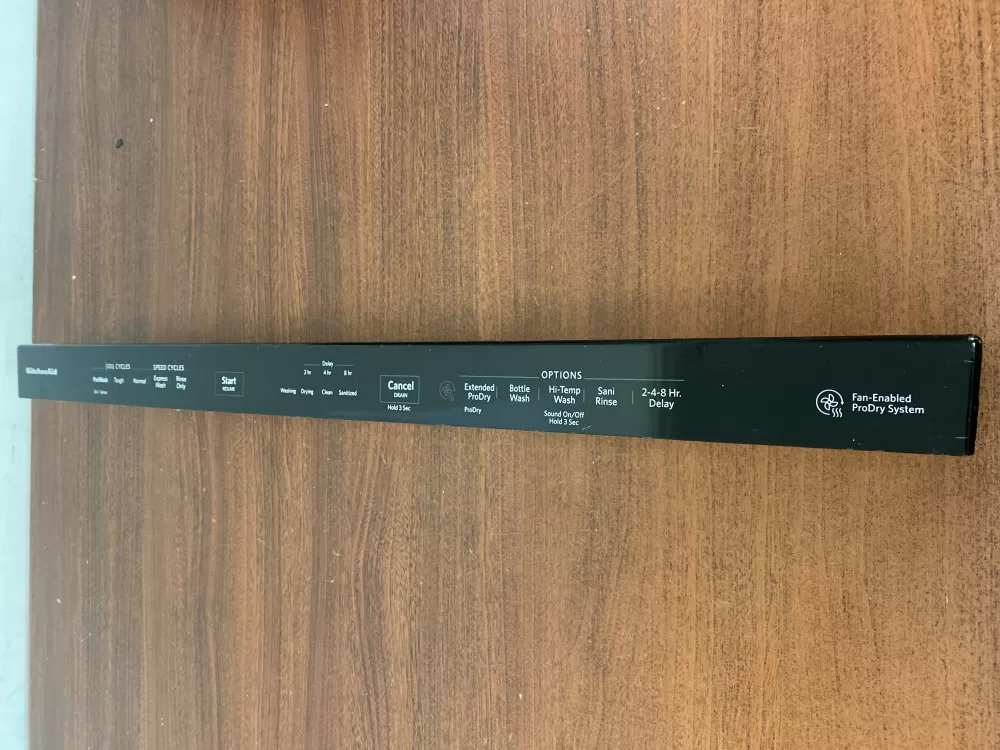 KitchenAid
SOIL CYCLES
SPEED CYCLES
ProWash
Tough
Normal
Express
Wash
Rinse
Only
Start
RESUME
Delay
2 hr
4 hr
8 hr
Washing
Drying
Clean
Sanitized
Cancel
DRAIN
Hold 3 Sec
OPTIONS
Extended
ProDry
ProDry
Bottle
Wash
Hi-Temp
Wash
Sound On/Off
Hold 3 Sec
Sani
Rinse
2-4-8 Hr.
Delay
Fan-Enabled
ProDry System